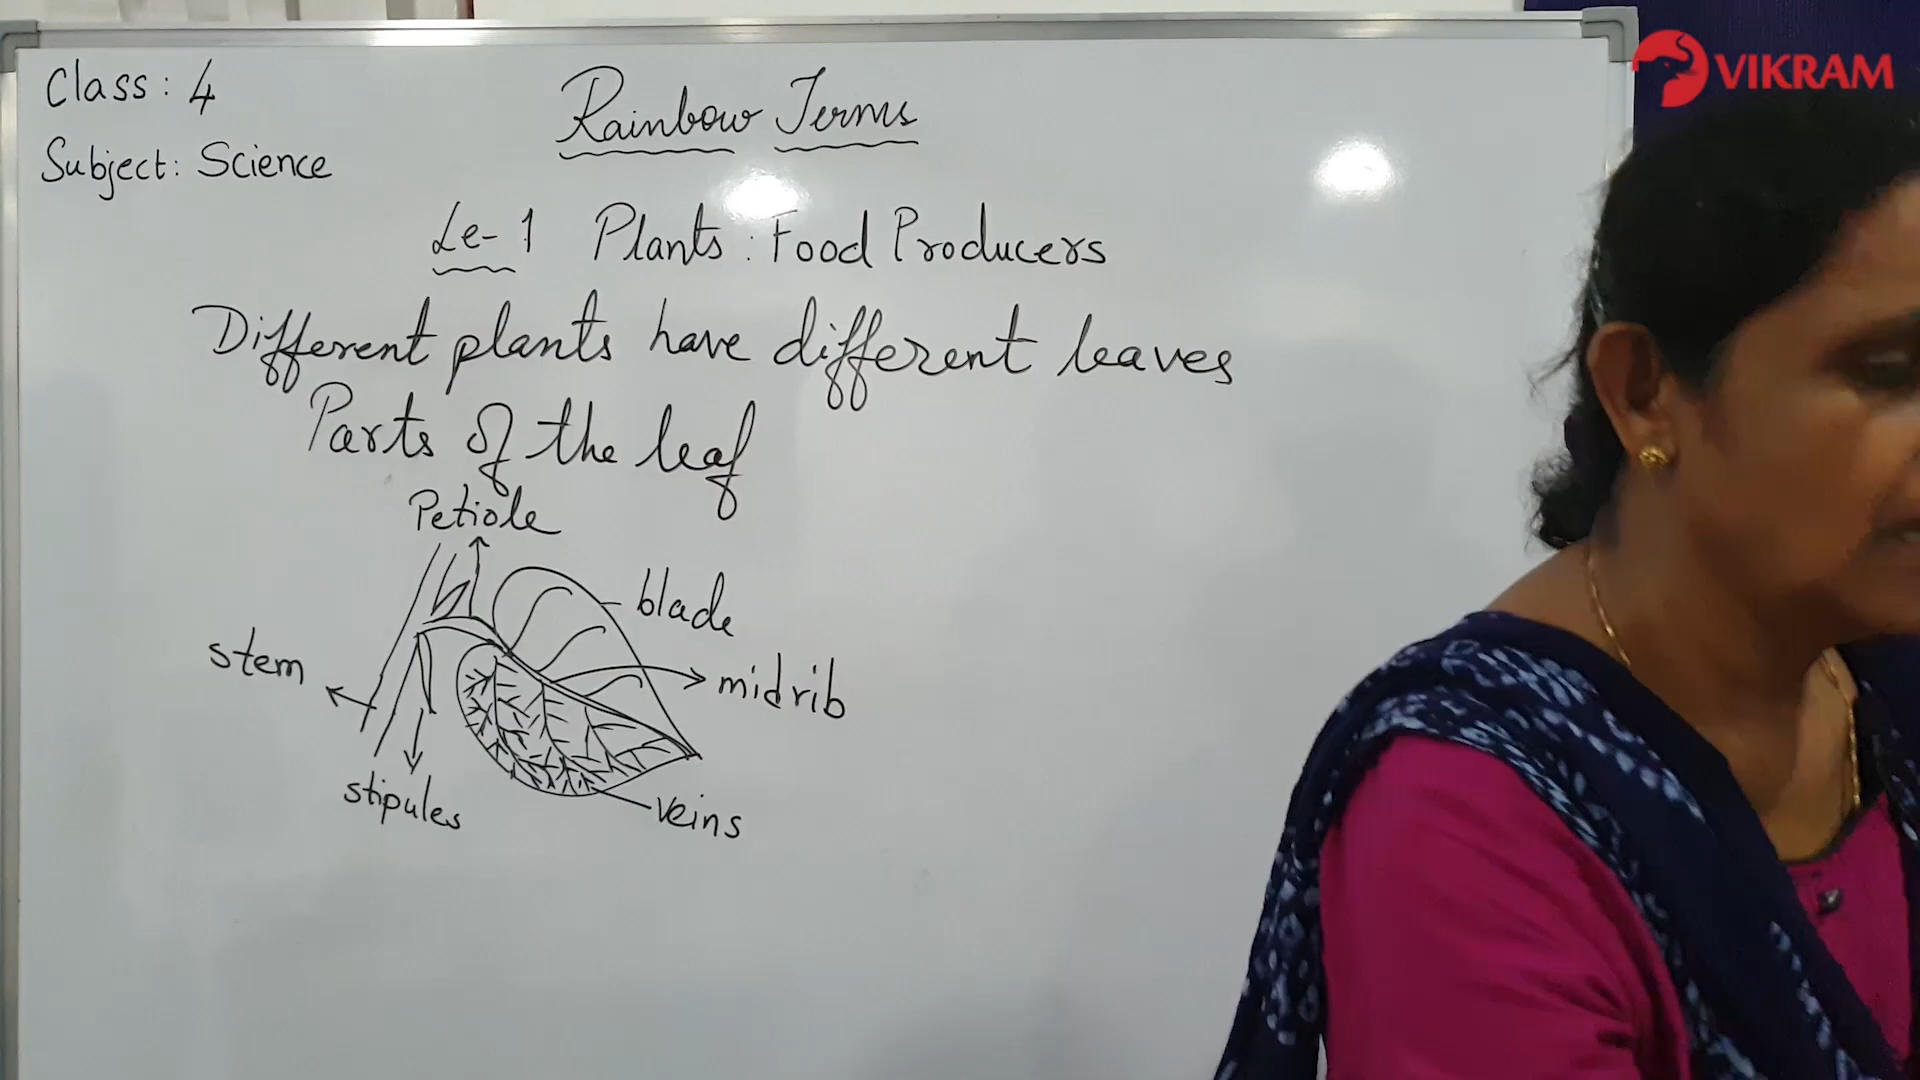 VIKRAM
Class: 4
Subject: Science
Rainbow Terms
Le-1 Plants: Food Producers
Different plants have different leaves
Parts of the leaf
Petiole
blade
stem
midrib
stipules
veins